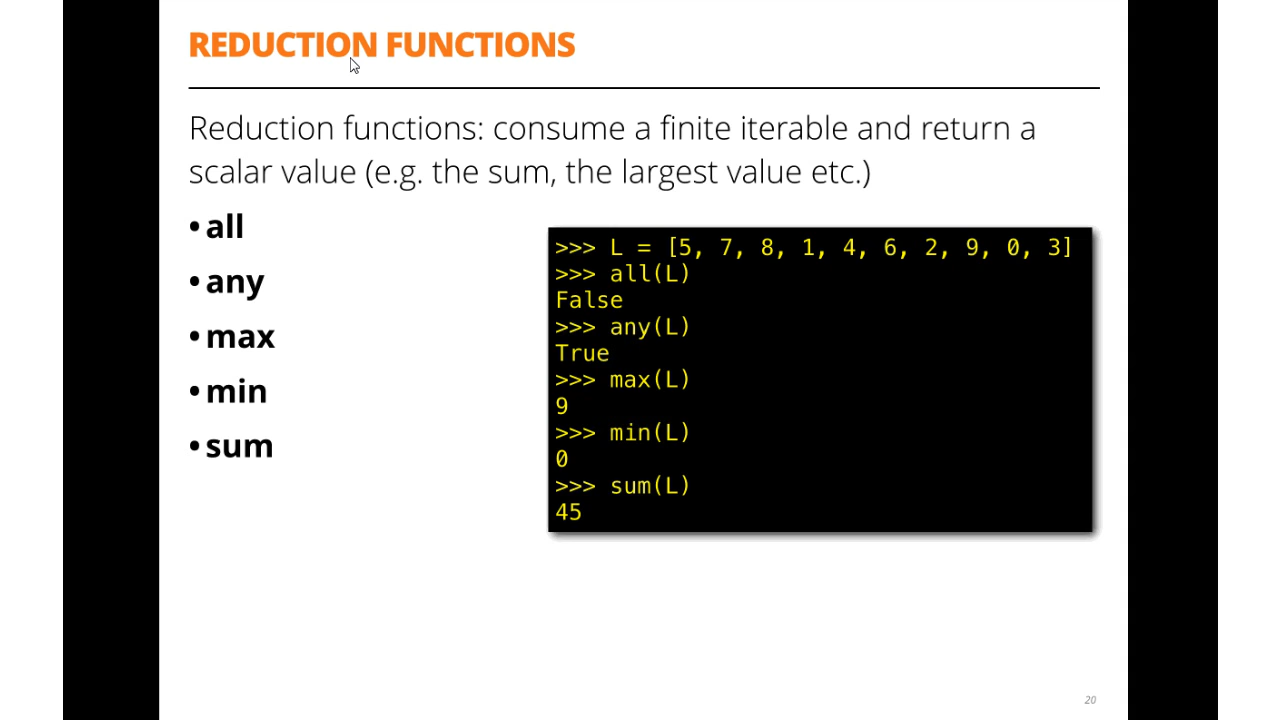 REDUCTION FUNCTIONS
Reduction functions: consume a finite iterable and return a
scalar value (e.g. the sum, the largest value etc.)
• all
• any
• max
• min
• sum
>>> L = [5, 7, 8, 1, 4, 6, 2, 9, 0, 3]
>>> all(L)
False
>>> any(L)
True
>>> max(L)
9
>>> min(L)
0
>>> sum(L)
45
20